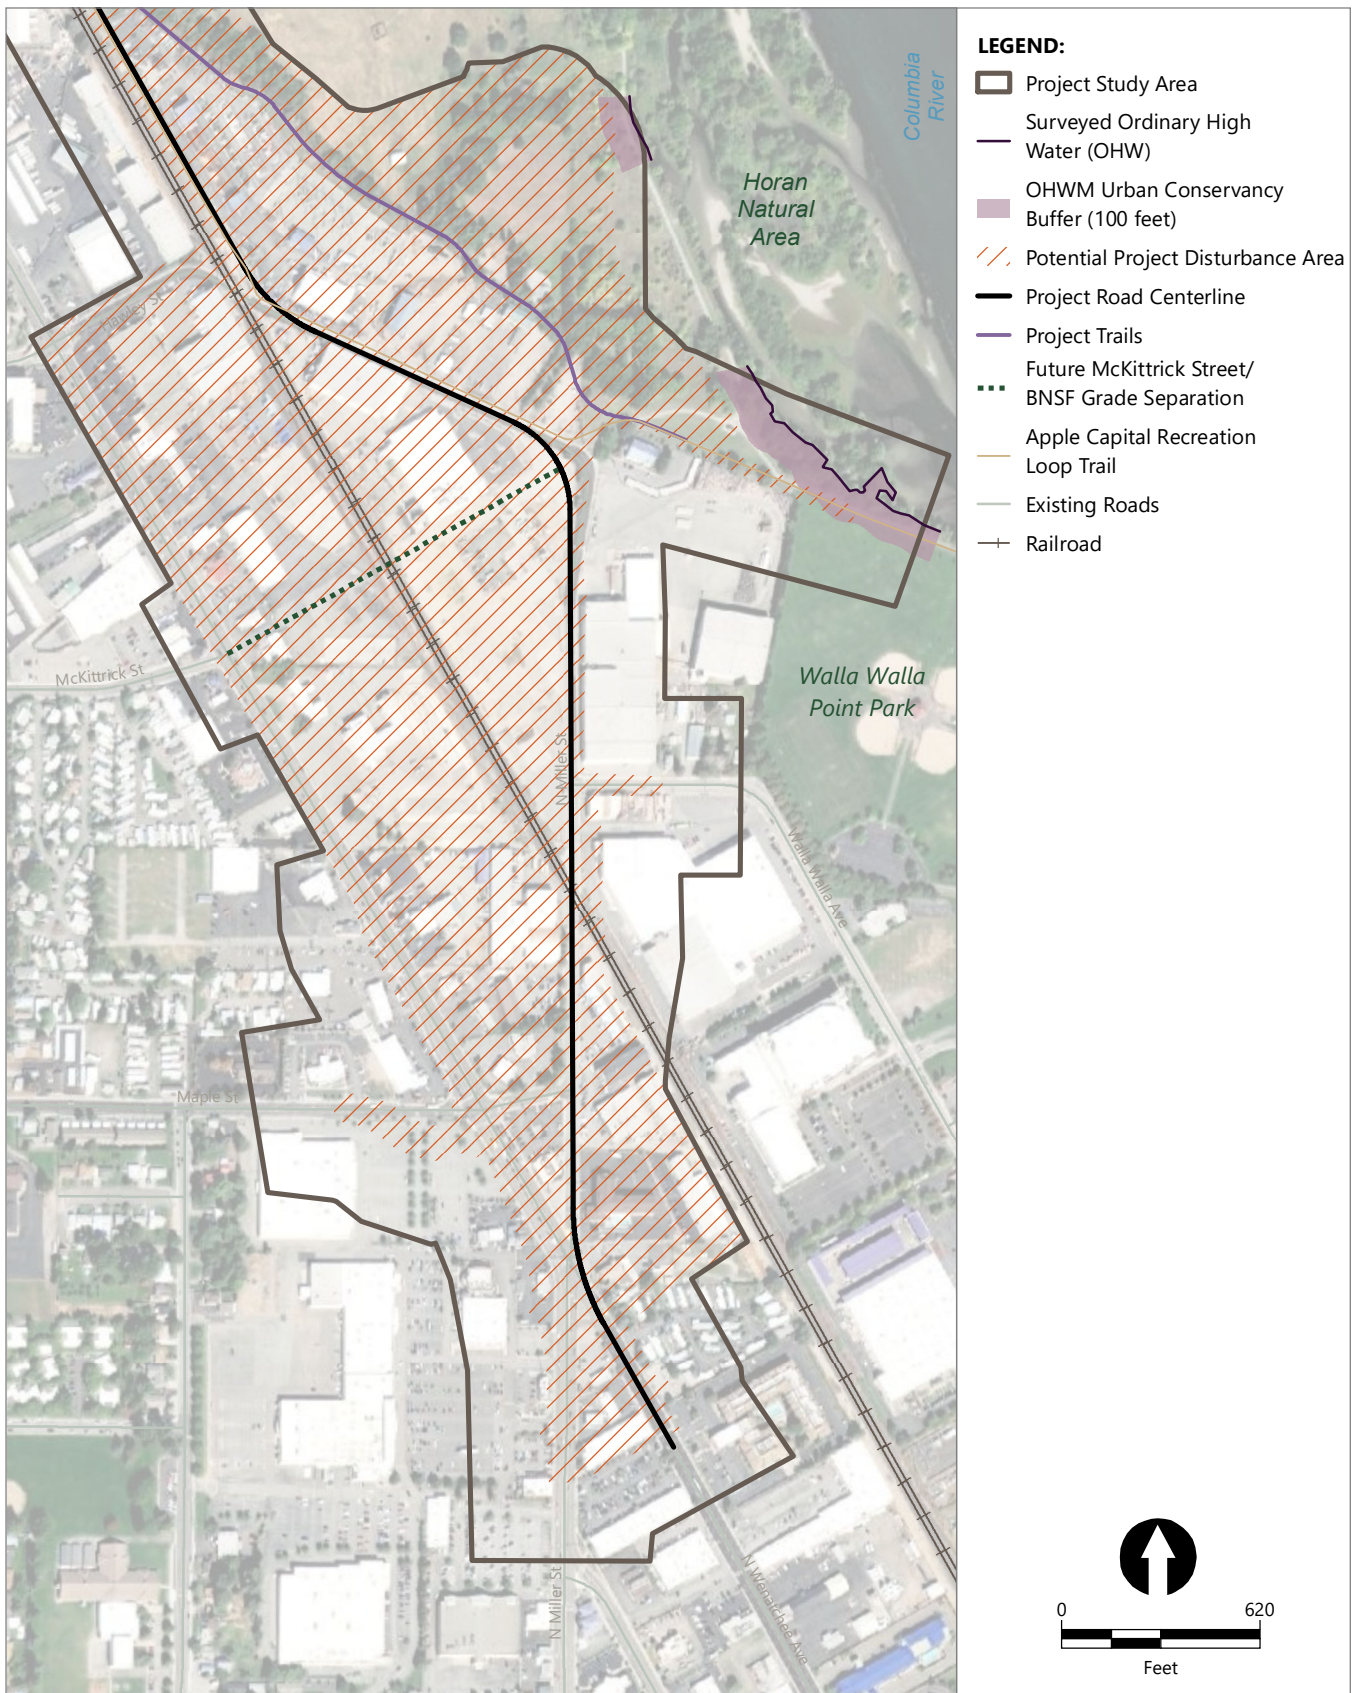 Columbia
River
Horan
Natural
Area
Hawley St
McKittrick St
Walla Walla
Point Park
N Miller St
Walla Walla Ave
Maple St
N Miller St
N Wenatchee Ave
LEGEND:
Project Study Area
Surveyed Ordinary High
Water (OHW)
OHWM Urban Conservancy
Buffer (100 feet)
Potential Project Disturbance Area
Project Road Centerline
Project Trails
Future McKittrick Street/
BNSF Grade Separation
Apple Capital Recreation
Loop Trail
Existing Roads
Railroad
0 620
Feet